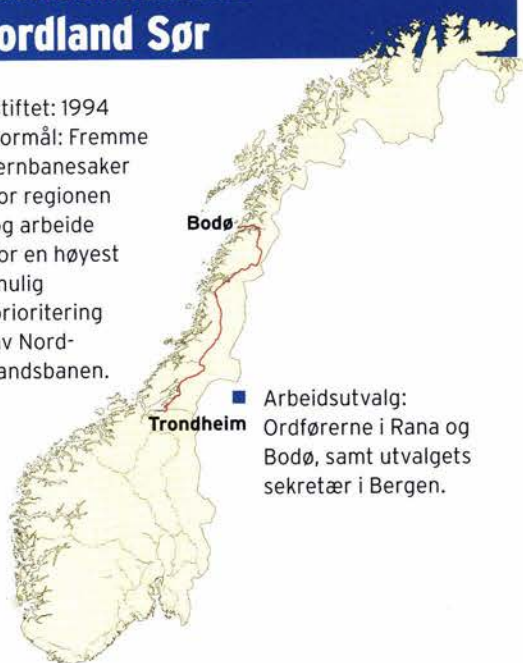 ordland Sør
tiftet: 1994
ormål: Fremme
ernbanesaker
or regionen
g arbeide
or en høyest
nulig
rioritering
v Nord-
andsbanen.
Bodø
Trondheim
Arbeidsutvalg:
Ordførerne i Rana og
Bodø, samt utvalgets
sekretær i Bergen.